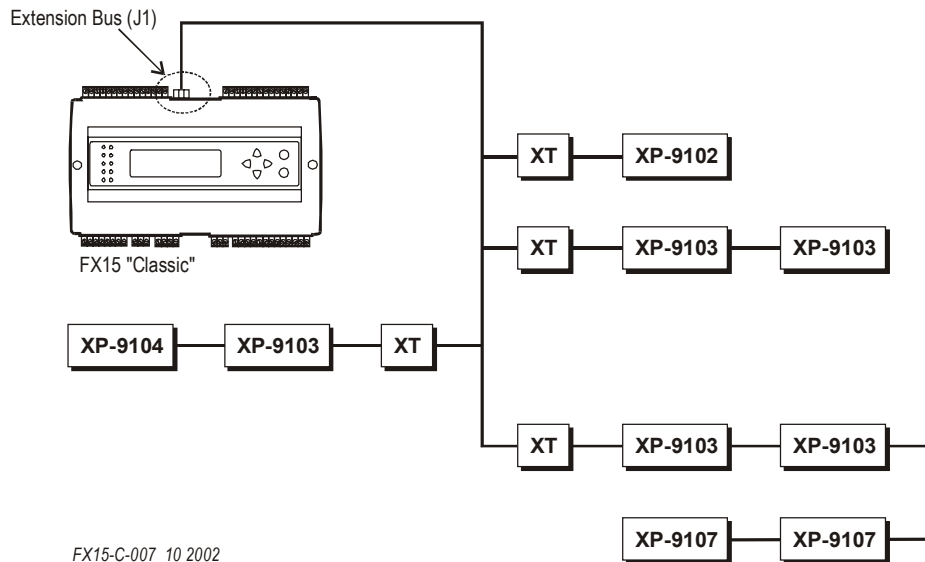 Extension Bus (J1)
FX15 "Classic"
XT
XP-9102
XT
XP-9103
XP-9103
XP-9104
XP-9103
XT
XT
XP-9103
XP-9103
XP-9107
XP-9107
FX15-C-007 10 2002